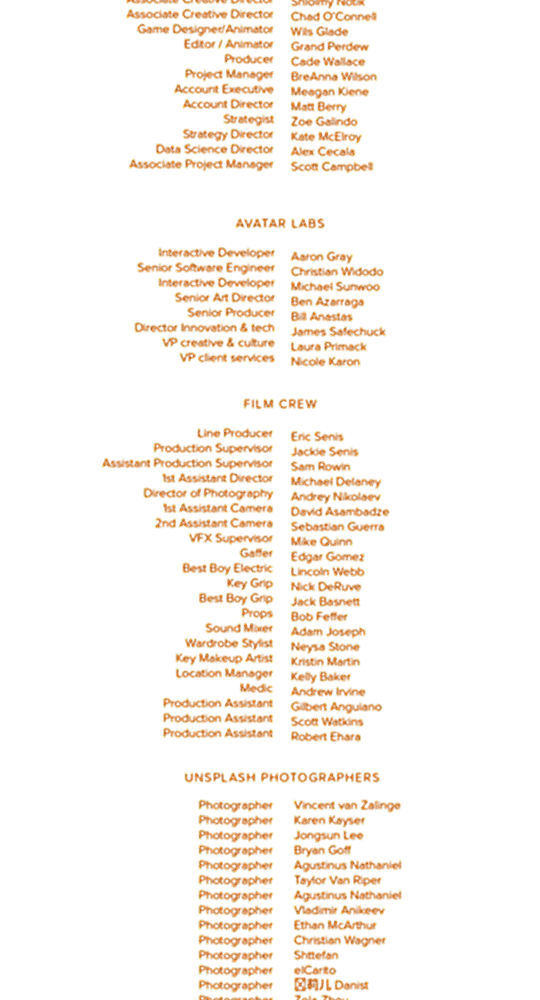 Associate Creative Director Shlomy Notik
Associate Creative Director Chad O'Connell
Game Designer/Animator Wils Glade
Editor / Animator Grand Perdew
Producer Cade Wallace
Project Manager BreAnna Wilson
Account Executive Meagan Kiene
Account Director Matt Berry
Strategist Zoe Galindo
Strategy Director Kate McElroy
Data Science Director Alex Cecala
Associate Project Manager Scott Campbell
AVATAR LABS
Interactive Developer Aaron Gray
Senior Software Engineer Christian Widodo
Interactive Developer Michael Sunwoo
Senior Art Director Ben Azarraga
Senior Producer Bill Anastas
Director Innovation & tech James Safechuck
VP creative & culture Laura Primack
VP client services Nicole Karon
FILM CREW
Line Producer Eric Senis
Production Supervisor Jackie Senis
Assistant Production Supervisor Sam Rowin
1st Assistant Director Michael Delaney
Director of Photography Andrey Nikolaev
1st Assistant Camera David Asambadze
2nd Assistant Camera Sebastian Guerra
VFX Supervisor Mike Quinn
Gaffer Edgar Gomez
Best Boy Electric Lincoln Webb
Key Grip Nick DeRuve
Best Boy Grip Jack Basnett
Props Bob Feffer
Sound Mixer Adam Joseph
Wardrobe Stylist Neysa Stone
Key Makeup Artist Kristin Martin
Location Manager Kelly Baker
Medic Andrew Irvine
Production Assistant Gilbert Anguiano
Production Assistant Scott Watkins
Production Assistant Robert Ehara
UNSPLASH PHOTOGRAPHERS
Photographer Vincent van Zalinge
Photographer Karen Kayser
Photographer Jongsun Lee
Photographer Bryan Goff
Photographer Agustinus Nathaniel
Photographer Taylor Van Riper
Photographer Agustinus Nathaniel
Photographer Vladimir Anikeev
Photographer Ethan McArthur
Photographer Christian Wagner
Photographer Shttefan
Photographer elCarito
Photographer 莉儿 Danist
Photographer